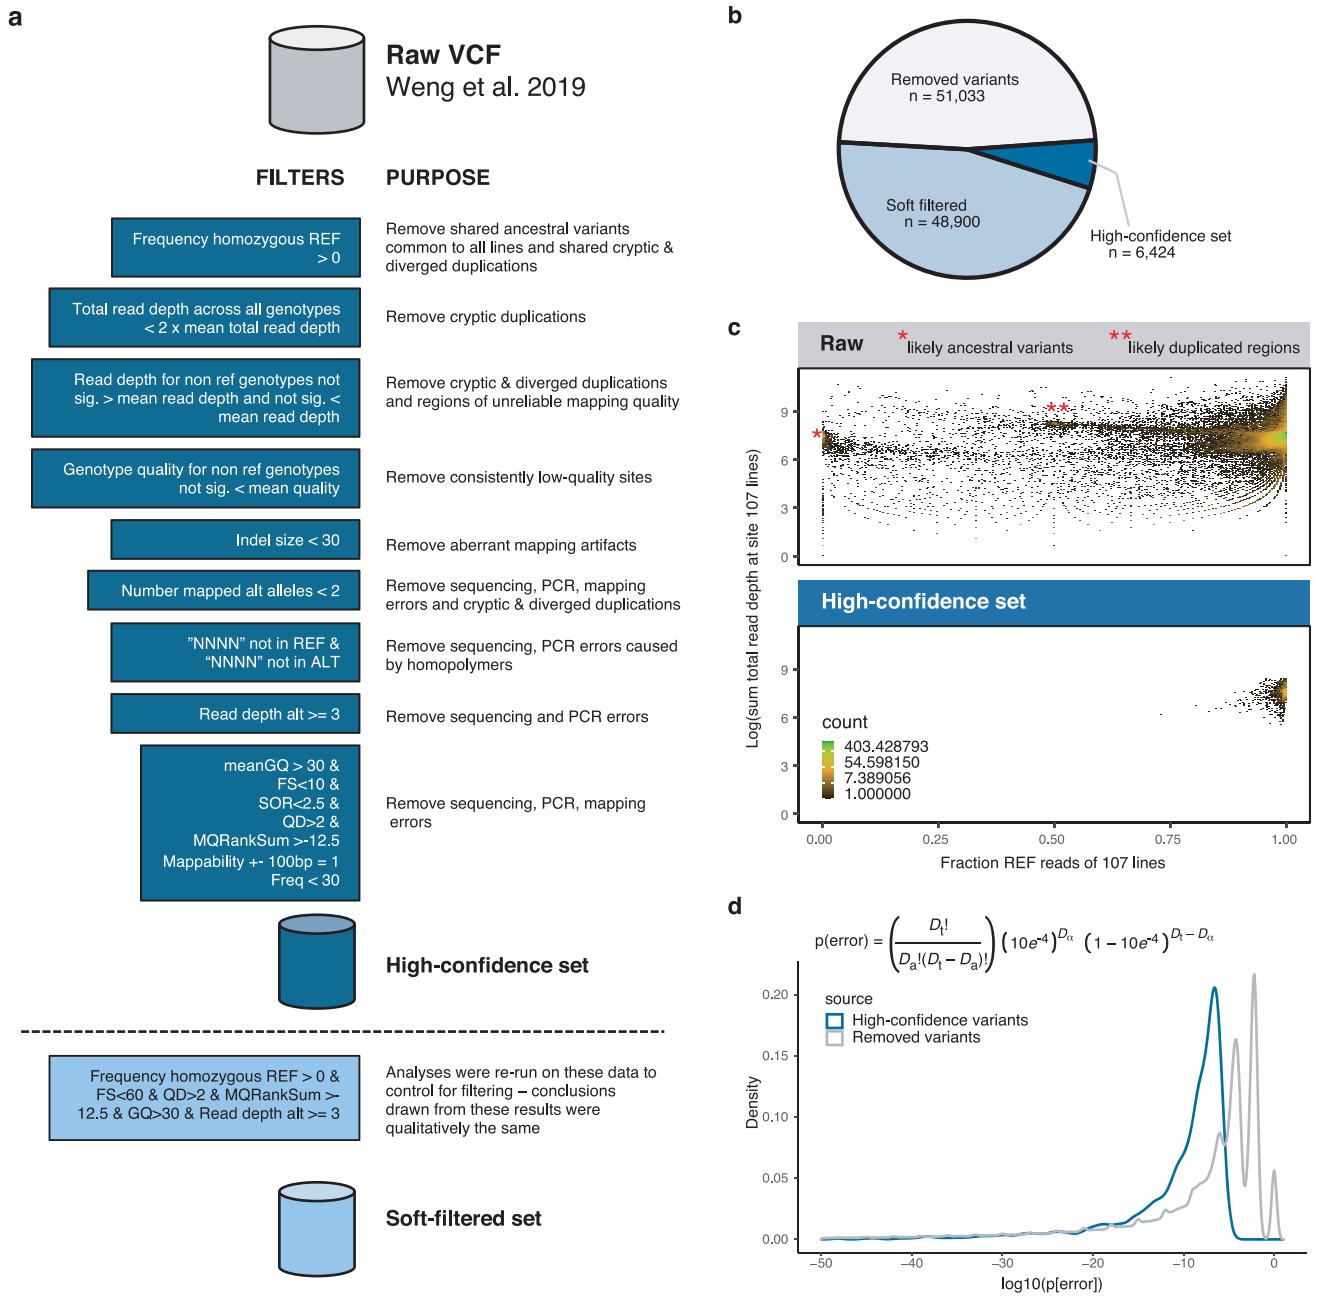 a
Raw VCF
Weng et al. 2019
FILTERS
PURPOSE
Frequency homozygous REF
> 0
Remove shared ancestral variants
common to all lines and shared cryptic &
diverged duplications
Total read depth across all genotypes
< 2 x mean total read depth
Remove cryptic duplications
Read depth for non ref genotypes not
sig. > mean read depth and not sig. <
mean read depth
Remove cryptic & diverged duplications
and regions of unreliable mapping quality
Genotype quality for non ref genotypes
not sig. < mean quality
Remove consistently low-quality sites
Indel size < 30
Remove aberrant mapping artifacts
Number mapped alt alleles < 2
Remove sequencing, PCR, mapping
errors and cryptic & diverged duplications
"NNNN" not in REF &
"NNNN" not in ALT
Remove sequencing, PCR errors caused
by homopolymers
Read depth alt >= 3
Remove sequencing and PCR errors
meanGQ > 30 &
FS<10 &
SOR<2.5 &
QD>2 &
MQRankSum >-12.5
Mappability +- 100bp = 1
Freq < 30
Remove sequencing, PCR, mapping
errors
High-confidence set
Frequency homozygous REF > 0 &
FS<60 & QD>2 & MQRankSum >-
12.5 & GQ>30 & Read depth alt >= 3
Analyses were re-run on these data to
control for filtering – conclusions
drawn from these results were
qualitatively the same
Soft-filtered set
b
Removed variants
n = 51,033
Soft filtered
n = 48,900
High-confidence set
n = 6,424
c
Raw
*likely ancestral variants
**likely duplicated regions
*
**
9
6
3
0
High-confidence set
9
6
3
0
count
403.428793
54.598150
7.389056
1.000000
0.00
0.25
0.50
0.75
1.00
Fraction REF reads of 107 lines
Log(sum total read depth at site 107 lines)
d
p(error) = (Dt! / Da!(Dt − Da)!) (10e^-4)^Dα (1 − 10e^-4)^Dt − Dα
source
High-confidence variants
Removed variants
0.20
0.15
0.10
0.05
0.00
Density
−50
−40
−30
−20
−10
0
log10(p[error])